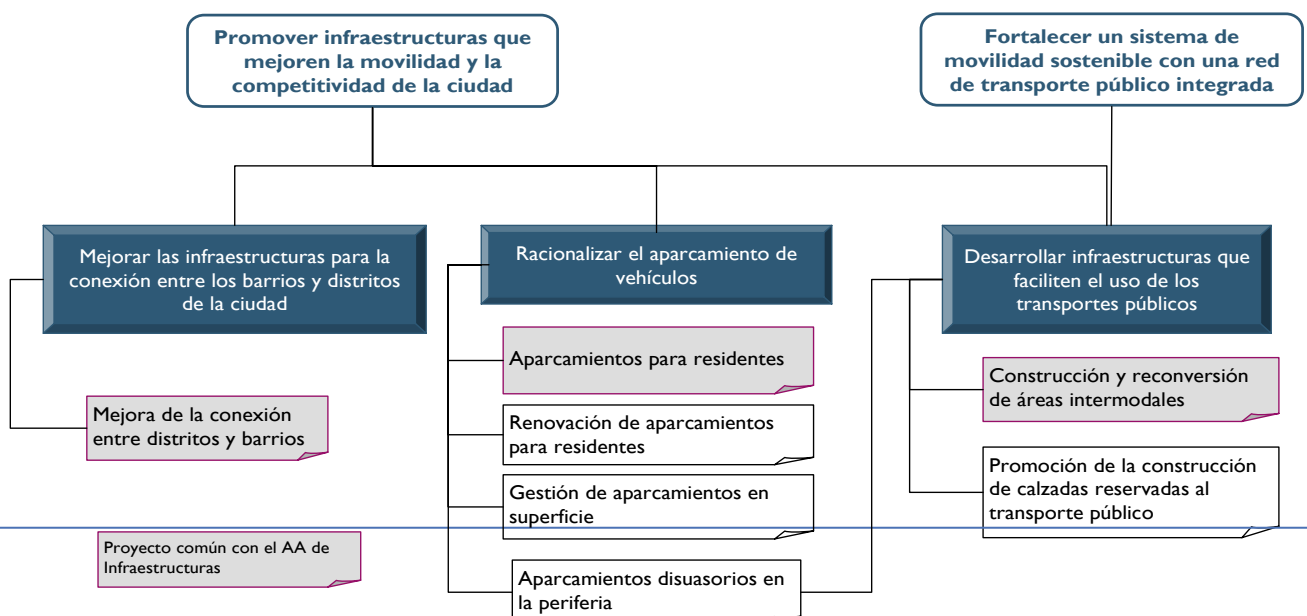 Promover infraestructuras que
mejoren la movilidad y la
competitividad de la ciudad
Fortalecer un sistema de
movilidad sostenible con una red
de transporte público integrada
Mejorar las infraestructuras para la
conexión entre los barrios y distritos
de la ciudad
Racionalizar el aparcamiento de
vehículos
Desarrollar infraestructuras que
faciliten el uso de los
transportes públicos
Mejora de la conexión
entre distritos y barrios
Aparcamientos para residentes
Renovación de aparcamientos
para residentes
Gestión de aparcamientos en
superficie
Aparcamientos disuasorios en
la periferia
Construcción y reconversión
de áreas intermodales
Promoción de la construcción
de calzadas reservadas al
transporte público
Proyecto común con el AA de
Infraestructuras